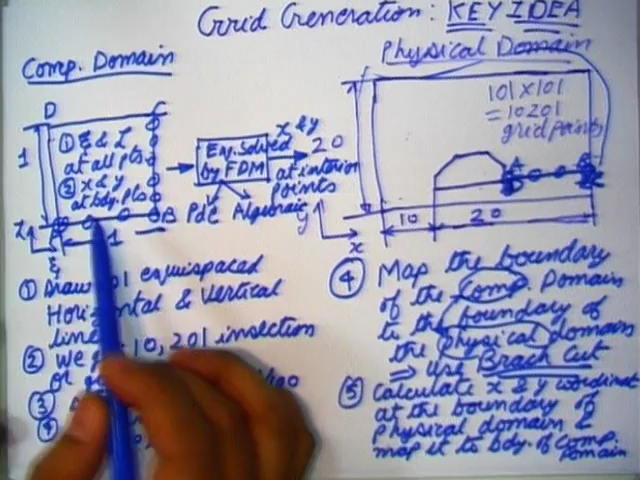 Grid Generation: KEY IDEA
Physical Domain
Comp. Domain
D
C
1
① ξ &
at all pts
② x & y
at bdy. pts
B
1
ξ
Eqn. Solved
by FDM
x & y
at interior
points
Pde Algebraic
y
x
20
101 X 101
= 10201
grid points
A
10
20
① Draw 101 equispaced
Horizontal & Vertical
② We get 10,201
③
④
④ Map the boundary
of the Comp. Domain
to the boundary of
the physical domain
⇒ use Branch Cut
⑤ Calculate x & y coordinat
at the boundary of
physical domain &
map it to bdy. of Comp.
Domain